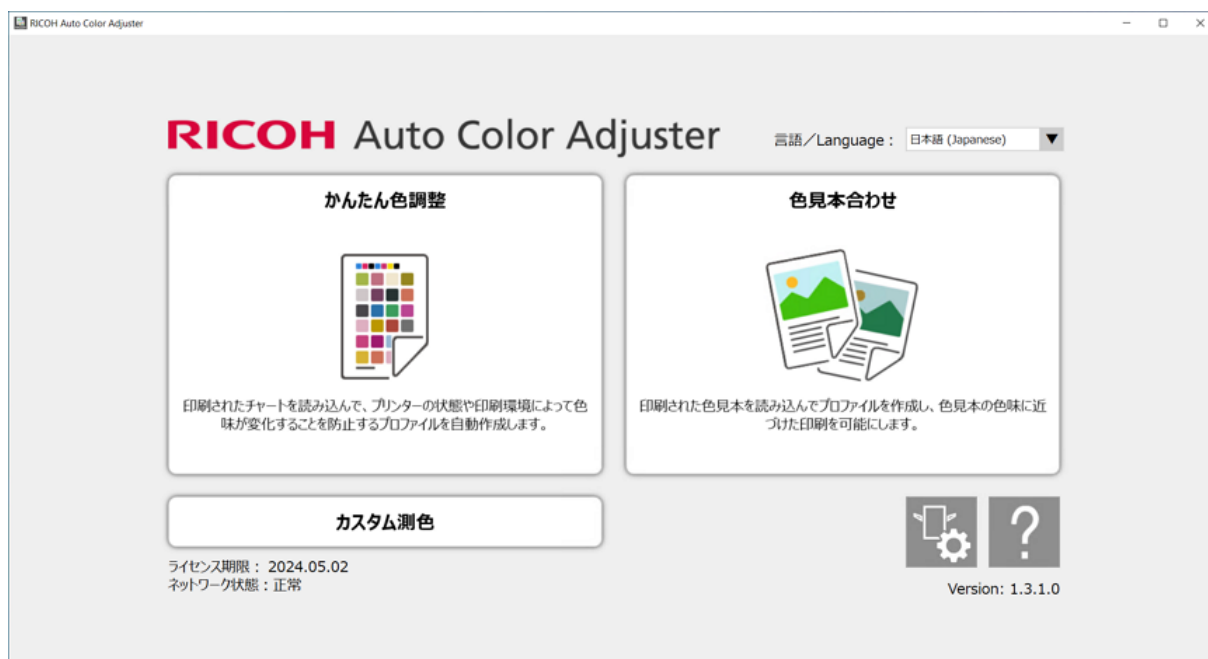 RICOH Auto Color Adjuster
RICOH Auto Color Adjuster
言語／Language : 日本語 (Japanese)
かんたん色調整
印刷されたチャートを読み込んで、プリンターの状態や印刷環境によって色
味が変化することを防止するプロファイルを自動作成します。
色見本合わせ
印刷された色見本を読み込んでプロファイルを作成し、色見本の色味に近
づけた印刷を可能にします。
カスタム測色
ライセンス期限： 2024.05.02
ネットワーク状態：正常
Version: 1.3.1.0